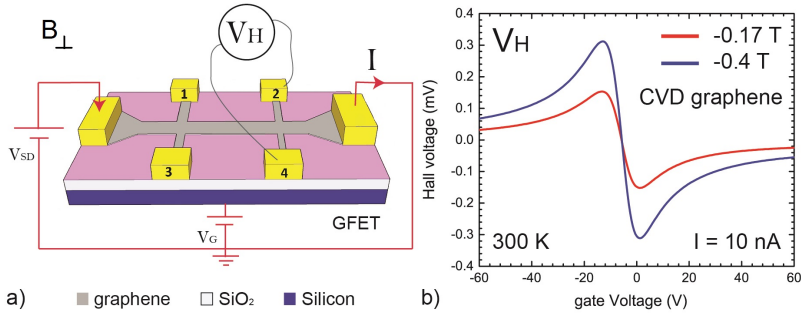 B⊥
VH
I
1
2
3
4
VSD
VG
GFET
a)
graphene
SiO₂
Silicon
VH
-0.17 T
-0.4 T
CVD graphene
300 K
I = 10 nA
Hall voltage (mV)
0.4
0.3
0.2
0.1
0.0
-0.1
-0.2
-0.3
-0.4
-60
-40
-20
0
20
40
60
gate Voltage (V)
b)